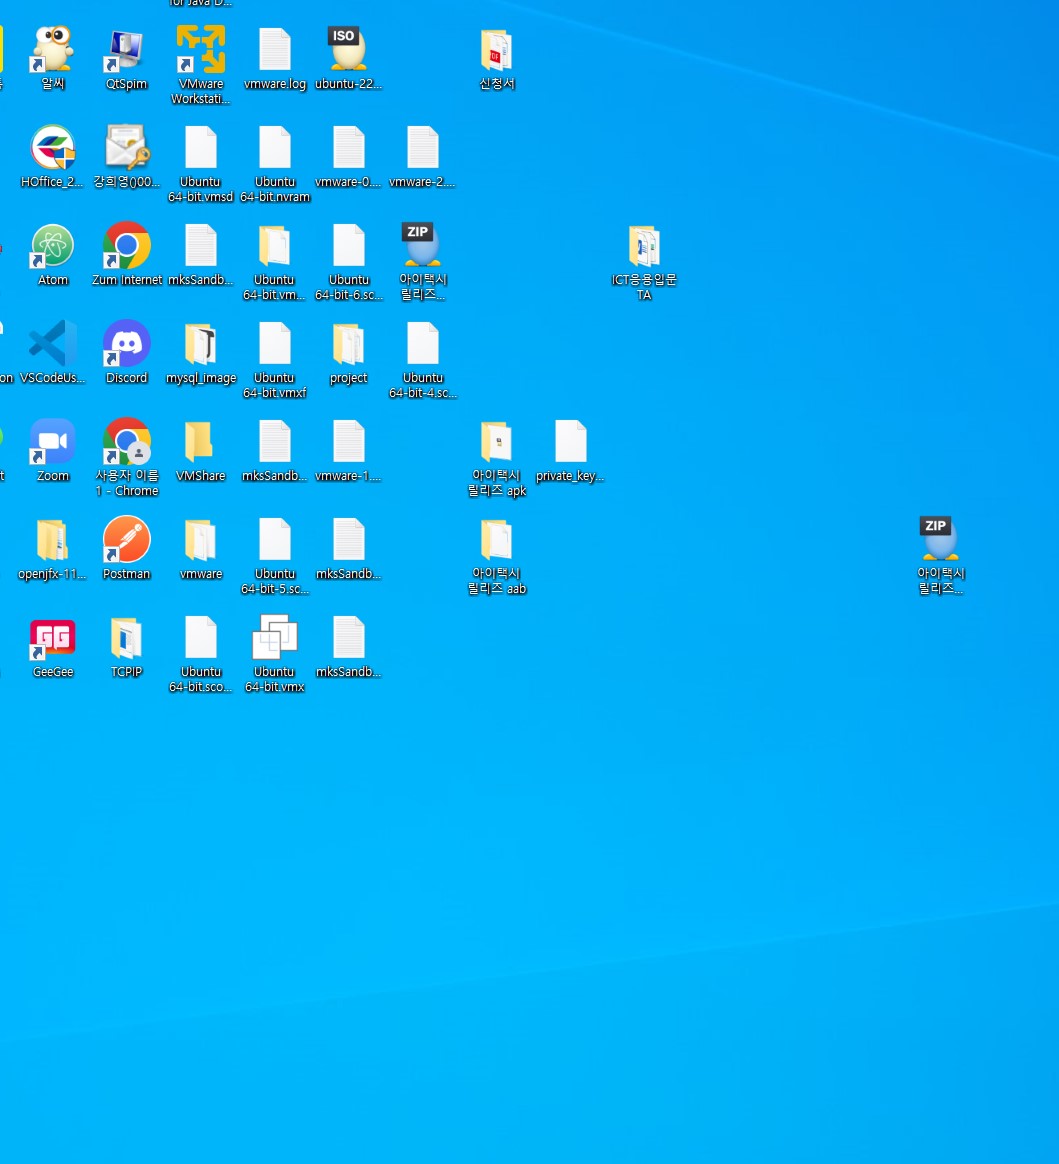 for Java D...
알씨
QtSpim
VMware
Workstati...
vmware.log
ISO
ubuntu-22...
신청서
HOffice_2...
강희영()00...
Ubuntu
64-bit.vmsd
Ubuntu
64-bit.nvram
vmware-0....
vmware-2....
Atom
Zum Internet
mksSandb...
Ubuntu
64-bit.vm...
Ubuntu
64-bit-6.sc...
ZIP
아이택시
릴리즈...
ICT응용입문
TA
on
VSCodeUs...
Discord
mysql_image
Ubuntu
64-bit.vmxf
project
Ubuntu
64-bit-4.sc...
t
Zoom
사용자 이름
1 - Chrome
VMShare
mksSandb...
vmware-1....
아이택시
릴리즈 apk
private_key...
openjfx-11...
Postman
vmware
Ubuntu
64-bit-5.sc...
mksSandb...
아이택시
릴리즈 aab
ZIP
아이택시
릴리즈...
GG
GeeGee
TCPIP
Ubuntu
64-bit.sco...
Ubuntu
64-bit.vmx
mksSandb...